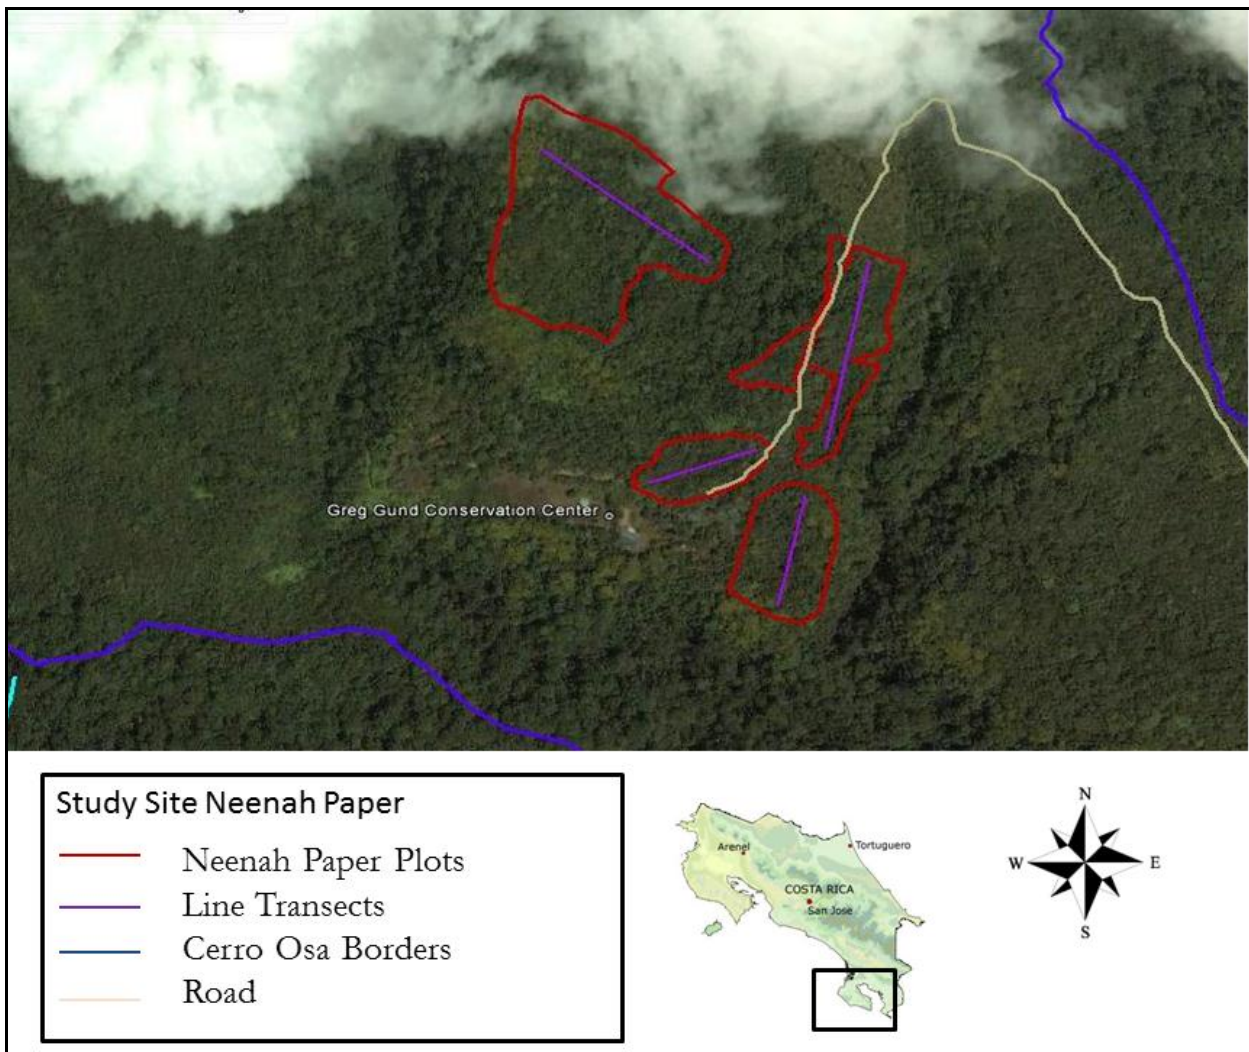 Greg Gund Conservation Center
Study Site Neenah Paper
Neenah Paper Plots
Line Transects
Cerro Osa Borders
Road
Arenel
Tortuguero
COSTA RICA
San Jose
N
W
E
S